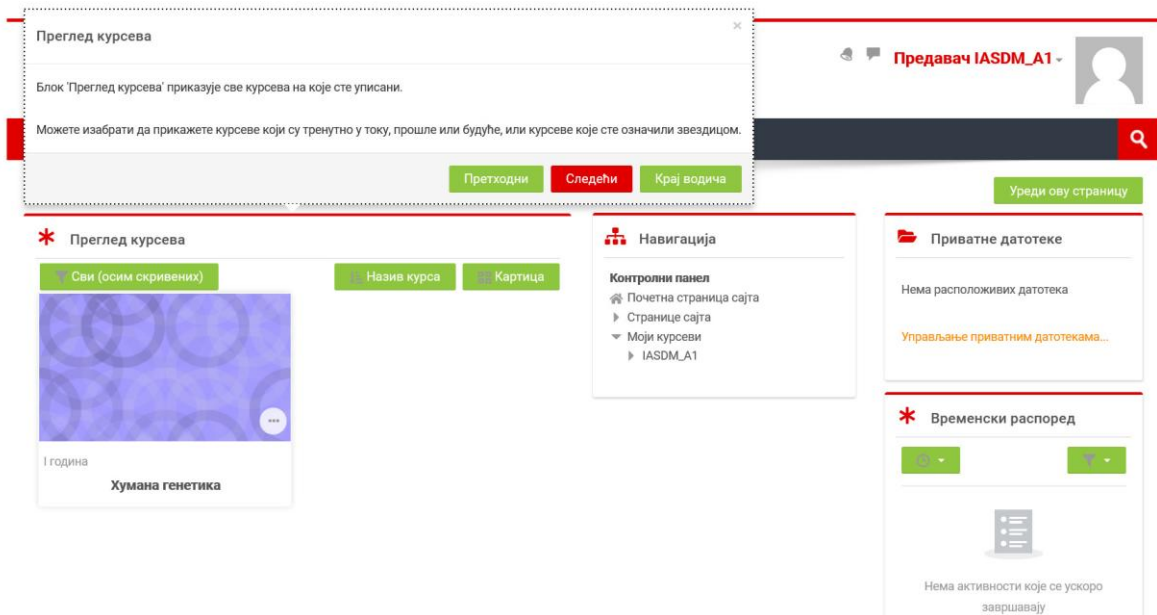 Преглед курсева
×
Блок 'Преглед курсева' приказује све курсева на које сте уписани.
Можете изабрати да прикажете курсеве који су тренутно у току, прошле или будуће, или курсеве које сте означили звездицом.
Претходни Следећи Крај водича
Предавач IASDM_A1
Уреди ову страницу
Преглед курсева
Сви (осим скривених) Назив курса Картица
I година
Хумана генетика
Навигација
Контролни панел
Почетна страница сајта
Странице сајта
Моји курсеви
IASDM_A1
Приватне датотеке
Нема расположивих датотека
Управљање приватним датотекама...
Временски распоред
Нема активности које се ускоро
завршавају